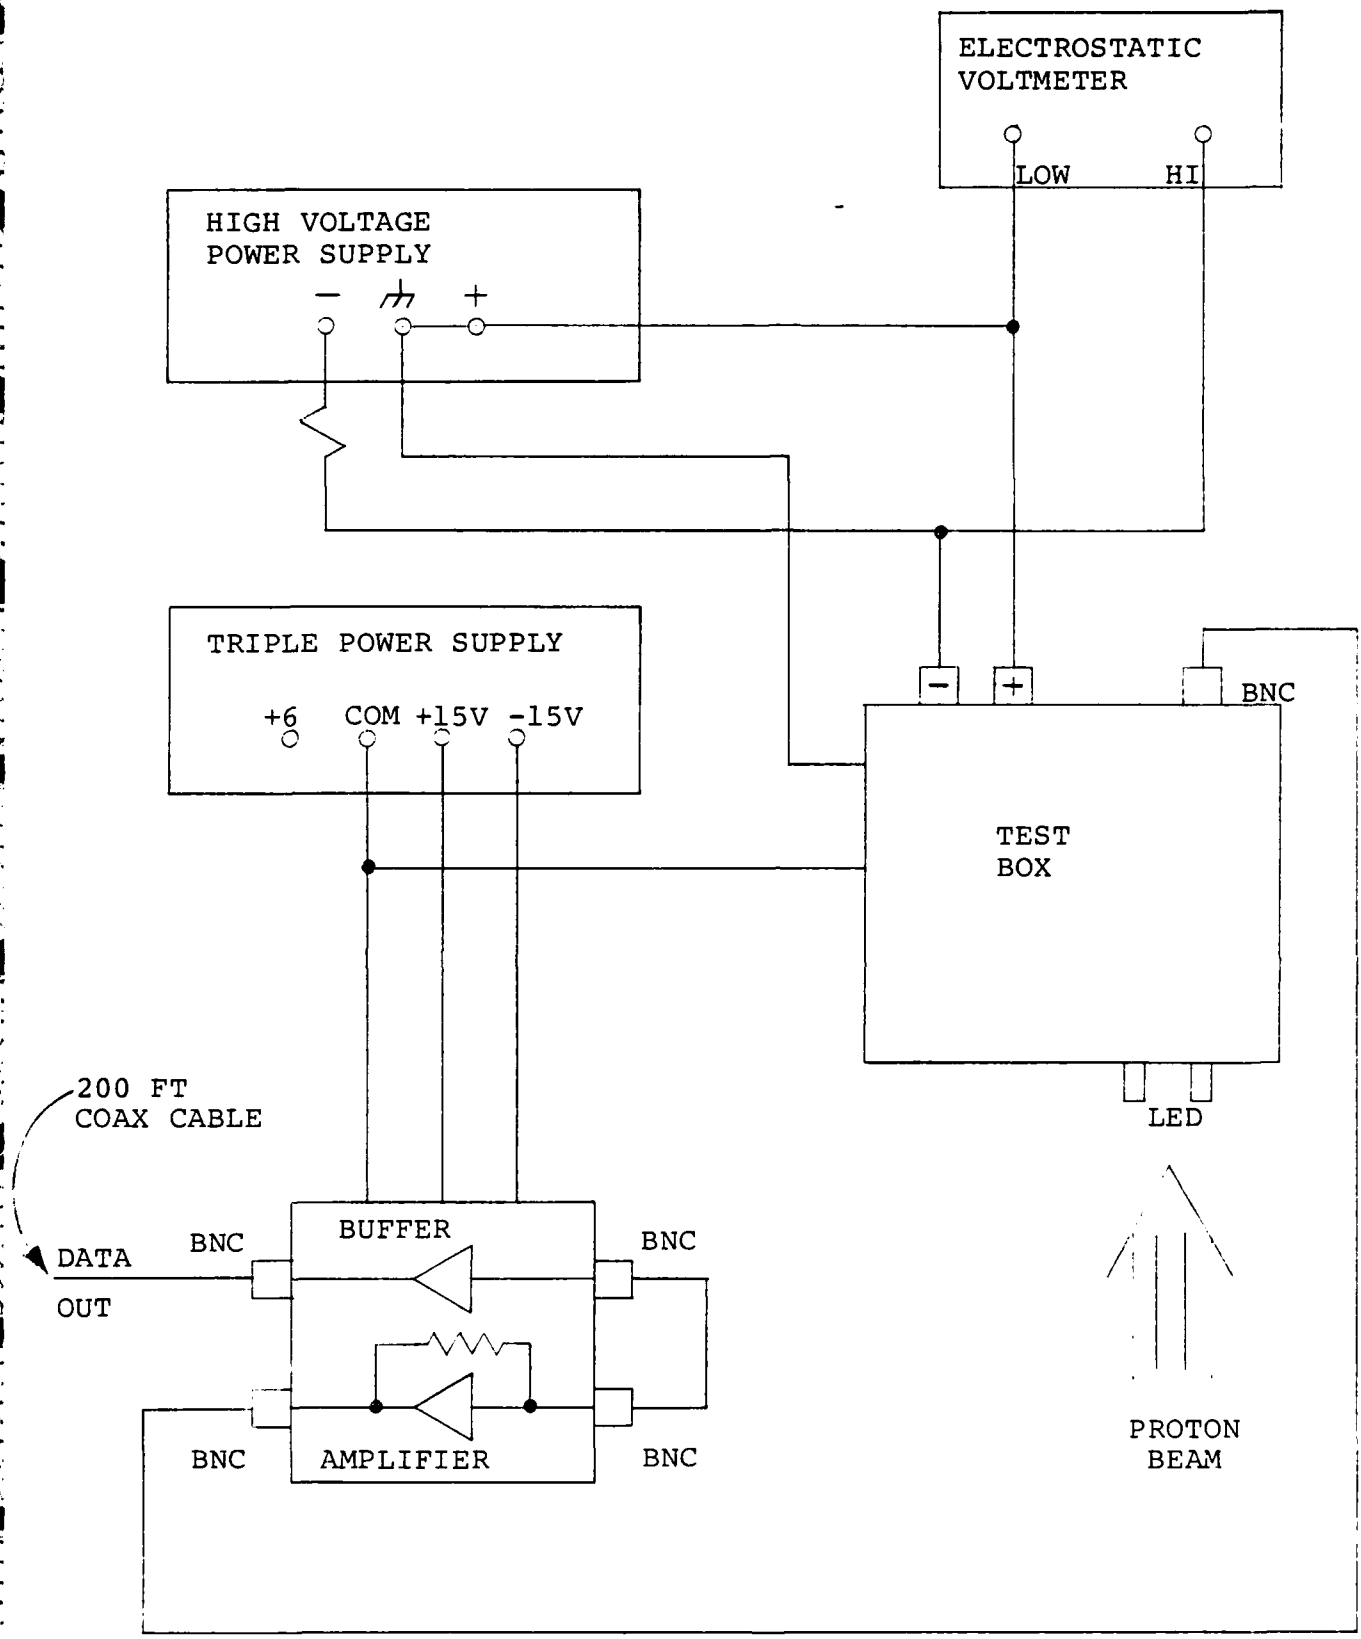 ELECTROSTATIC
VOLTMETER
LOW HI
HIGH VOLTAGE
POWER SUPPLY
− +
TRIPLE POWER SUPPLY
+6 COM +15V -15V
− +
BNC
TEST
BOX
200 FT
COAX CABLE
LED
BUFFER
BNC
BNC
DATA
OUT
BNC
AMPLIFIER
BNC
PROTON
BEAM